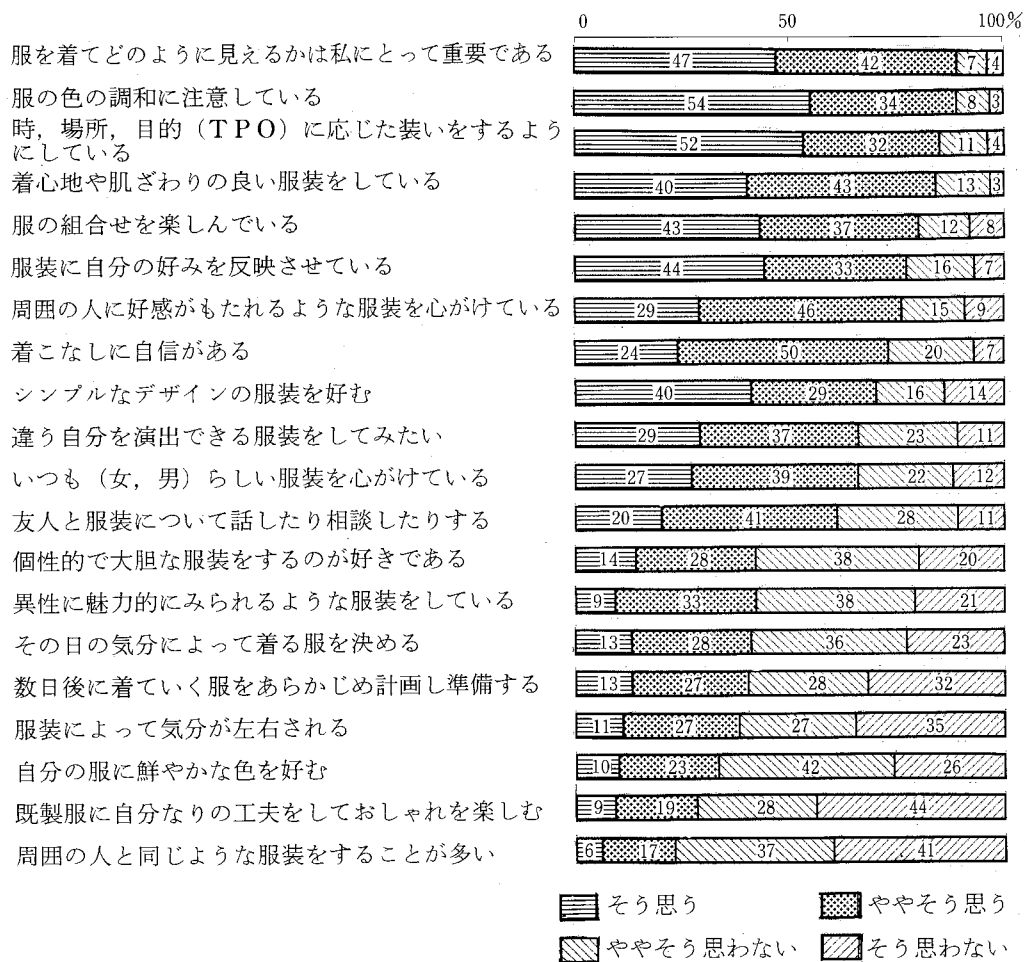 0 50 100%
服を着てどのように見えるかは私にとって重要である 47 42 7 4
服の色の調和に注意している 54 34 8 3
時，場所，目的（ＴＰＯ）に応じた装いをするよう
にしている 52 32 11 4
着心地や肌ざわりの良い服装をしている 40 43 13 3
服の組合せを楽しんでいる 43 37 12 8
服装に自分の好みを反映させている 44 33 16 7
周囲の人に好感がもたれるような服装を心がけている 29 46 15 9
着こなしに自信がある 24 50 20 7
シンプルなデザインの服装を好む 40 29 16 14
違う自分を演出できる服装をしてみたい 29 37 23 11
いつも（女，男）らしい服装を心がけている 27 39 22 12
友人と服装について話したり相談したりする 20 41 28 11
個性的で大胆な服装をするのが好きである 14 28 38 20
異性に魅力的にみられるような服装をしている 9 33 38 21
その日の気分によって着る服を決める 13 28 36 23
数日後に着ていく服をあらかじめ計画し準備する 13 27 28 32
服装によって気分が左右される 11 27 27 35
自分の服に鮮やかな色を好む 10 23 42 26
既製服に自分なりの工夫をしておしゃれを楽しむ 9 19 28 44
周囲の人と同じような服装をすることが多い 6 17 37 41
そう思う ややそう思う
ややそう思わない そう思わない